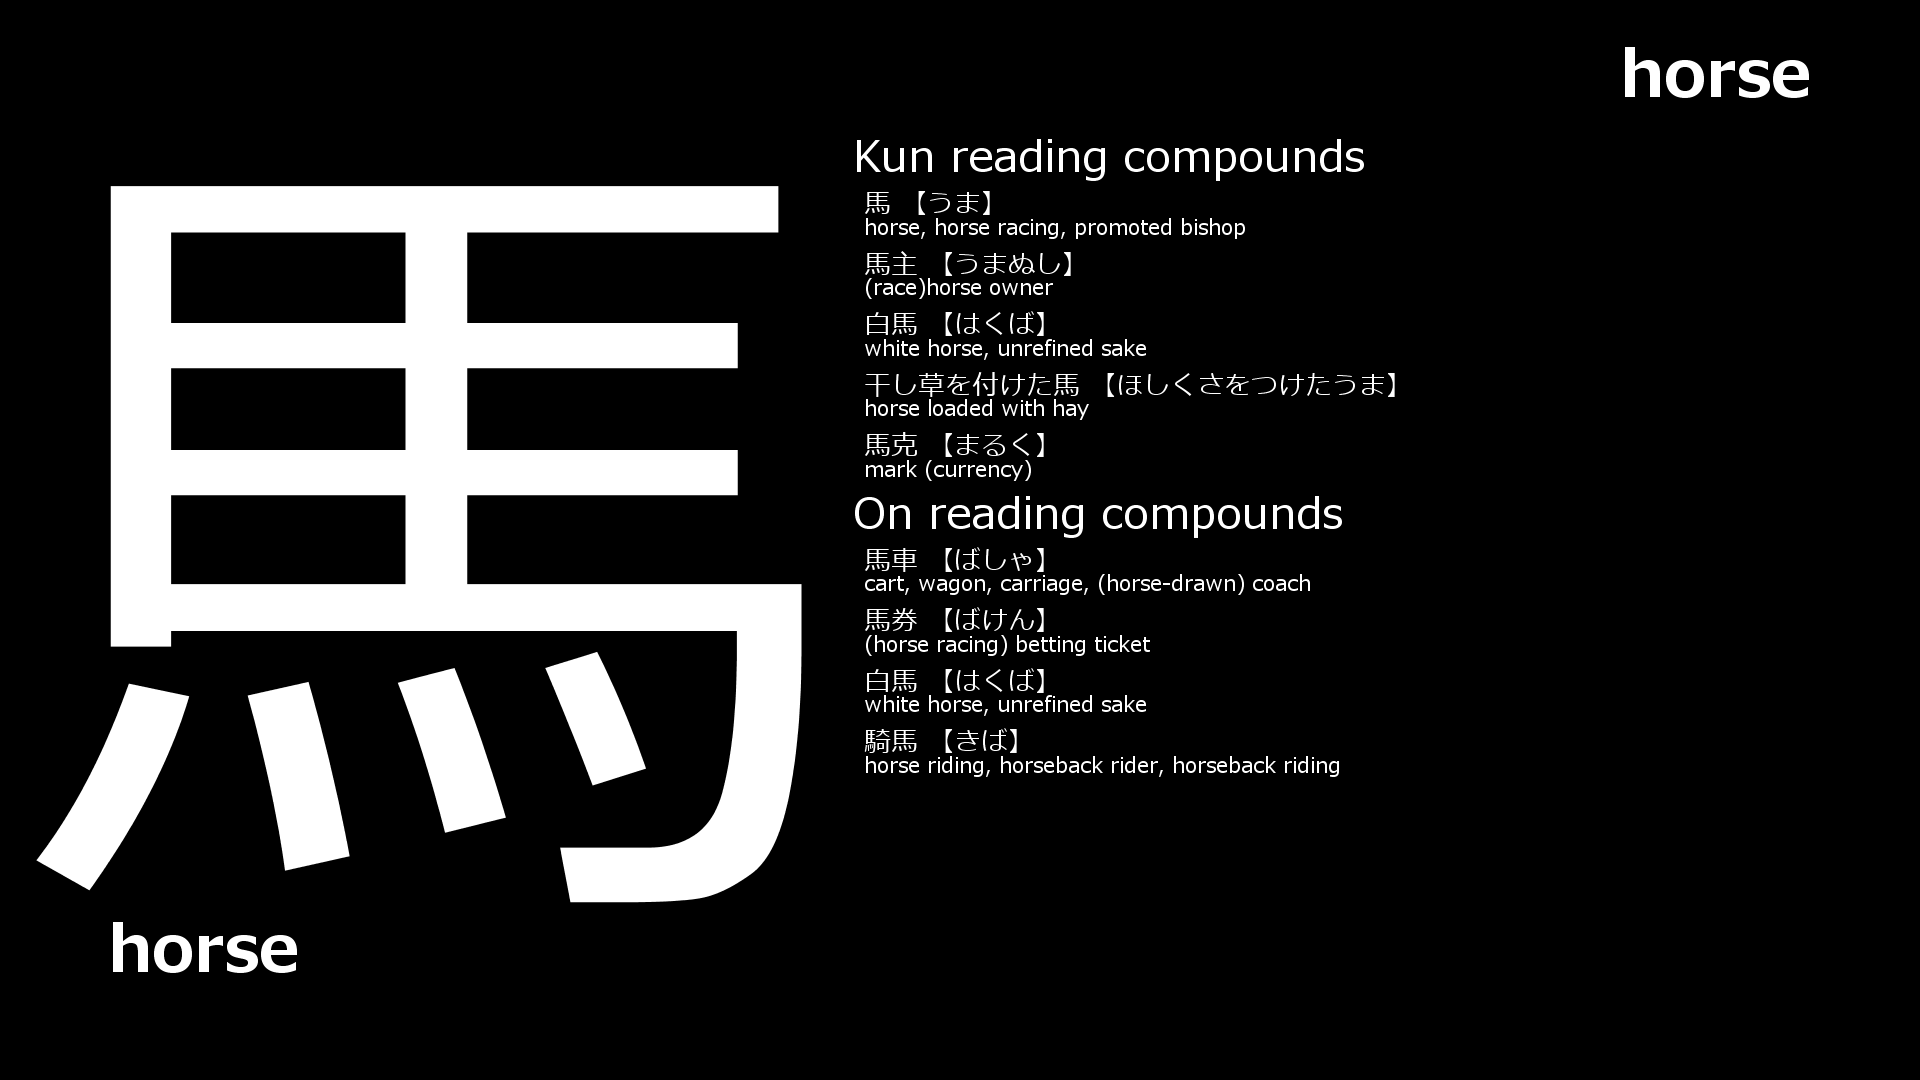 horse
馬
Kun reading compounds
馬 【うま】
horse, horse racing, promoted bishop
馬主 【うまぬし】
(race)horse owner
白馬 【はくば】
white horse, unrefined sake
干し草を付けた馬 【ほしくさをつけたうま】
horse loaded with hay
馬克 【まるく】
mark (currency)
On reading compounds
馬車 【ばしゃ】
cart, wagon, carriage, (horse-drawn) coach
馬券 【ばけん】
(horse racing) betting ticket
白馬 【はくば】
white horse, unrefined sake
騎馬 【きば】
horse riding, horseback rider, horseback riding
horse